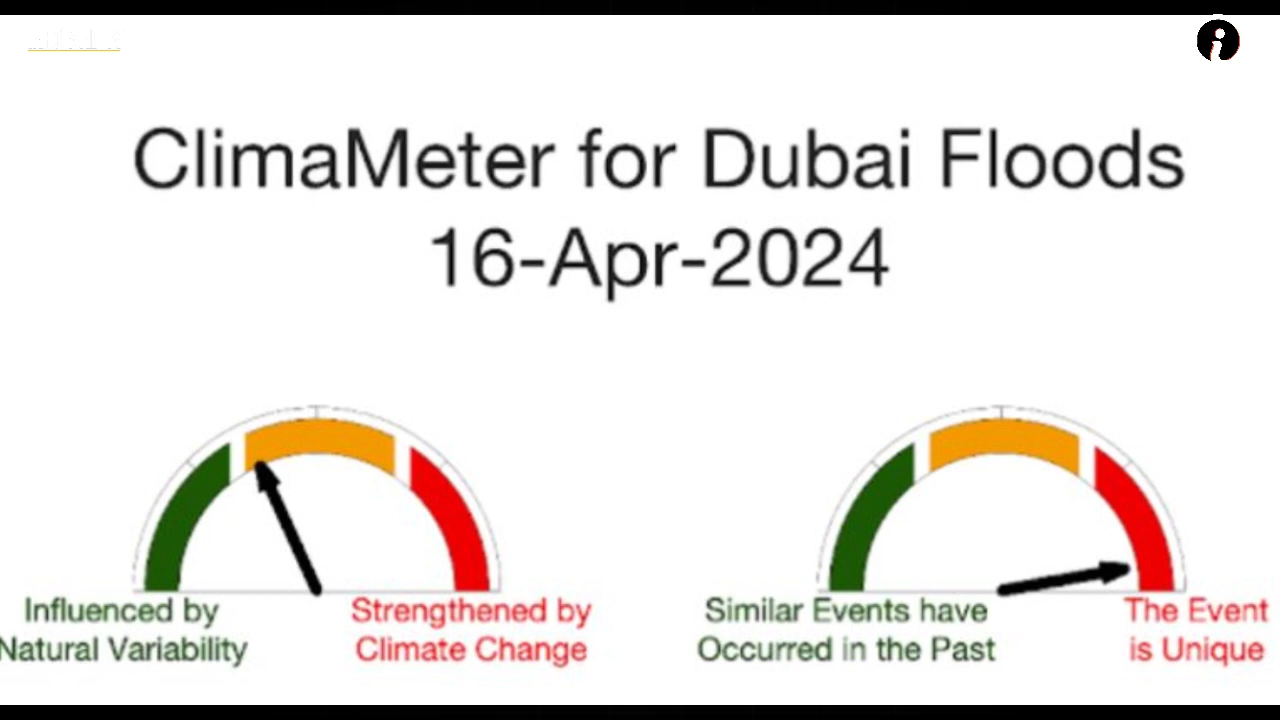 ClimaMeter for Dubai Floods
16-Apr-2024
Influenced by
Natural Variability
Strengthened by
Climate Change
Similar Events have
Occurred in the Past
The Event
is Unique